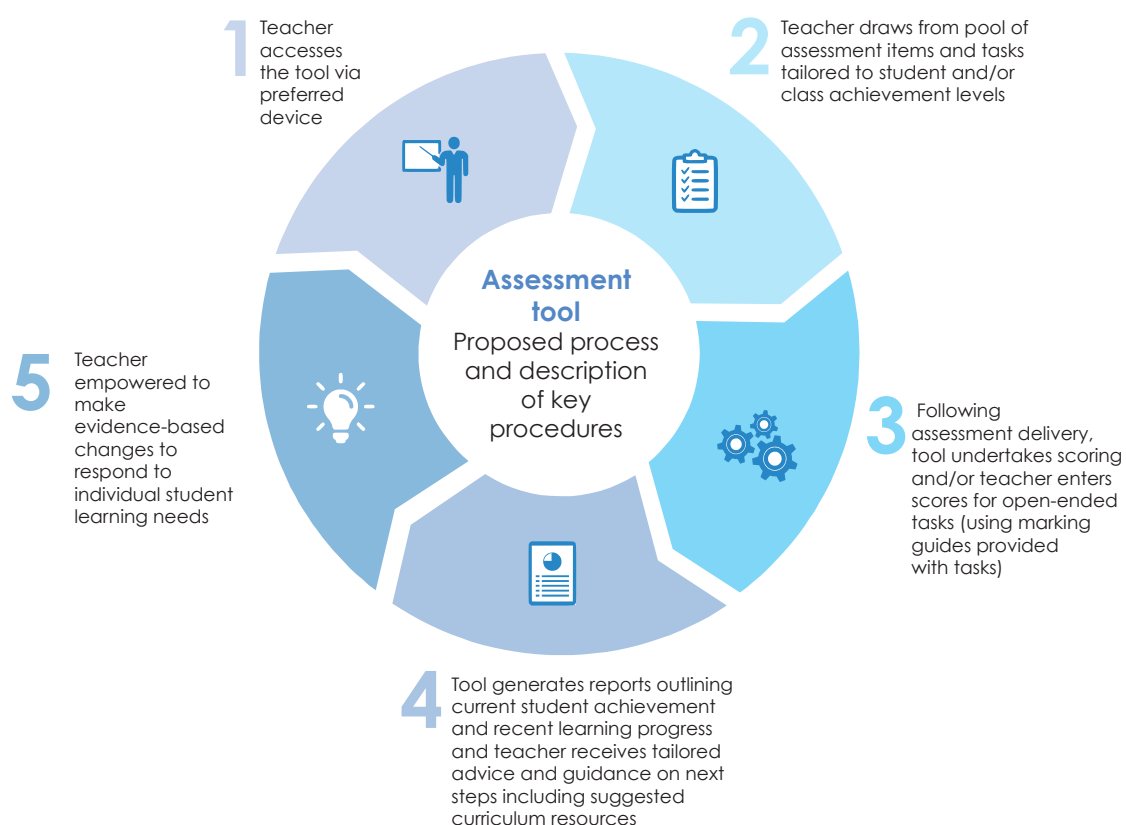 1
Teacher
accesses
the tool via
preferred
device
2
Teacher draws from pool of
assessment items and tasks
tailored to student and/or
class achievement levels
Assessment
tool
Proposed process
and description
of key
procedures
3
Following
assessment delivery,
tool undertakes scoring
and/or teacher enters
scores for open-ended
tasks (using marking
guides provided
with tasks)
4
Tool generates reports outlining
current student achievement
and recent learning progress
and teacher receives tailored
advice and guidance on next
steps including suggested
curriculum resources
5
Teacher
empowered to
make
evidence-based
changes to
respond to
individual student
learning needs